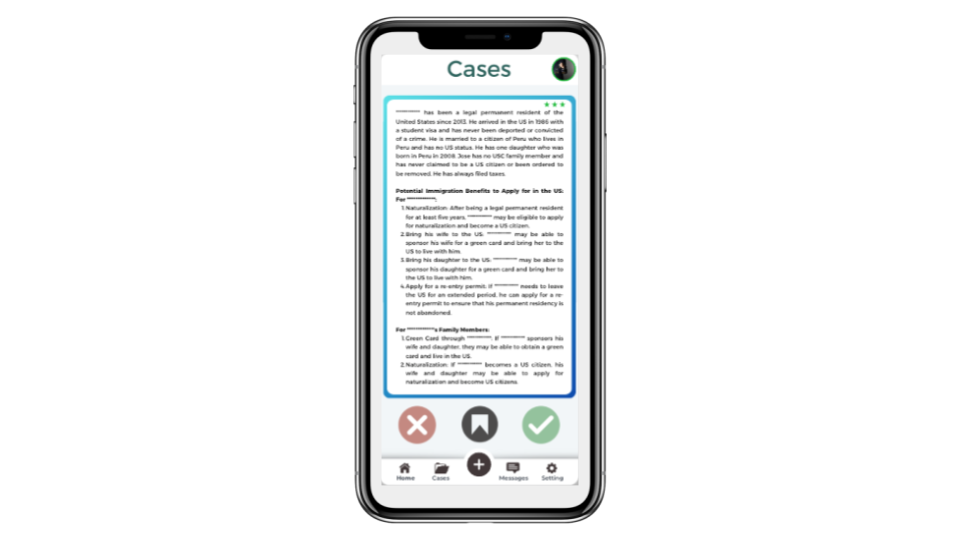 Cases
************ has been a legal permanent resident of the
United States since 2013. He arrived in the US in 1986 with
a student visa and has never been deported or convicted
of a crime. He is married to a citizen of Peru who lives in
Peru and has no US status. He has one daughter who was
born in Peru in 2008. Jose has no USC family member and
has never claimed to be a US citizen or been ordered to
be removed. He has always filed taxes.
Potential Immigration Benefits to Apply for in the US:
For ************:
1. Naturalization: After being a legal permanent resident
for at least five years, ************ may be eligible to apply
for naturalization and become a US citizen.
2. Bring his wife to the US: ************ may be able to
sponsor his wife for a green card and bring her to the
US to live with him.
3. Bring his daughter to the US: ************ may be able to
sponsor his daughter for a green card and bring her to
the US to live with him.
4. Apply for a re-entry permit: If ************ needs to leave
the US for an extended period, he can apply for a re-
entry permit to ensure that his permanent residency is
not abandoned.
For ************'s Family Members:
1. Green Card through ************: If ************ sponsors his
wife and daughter, they may be able to obtain a green
card and live in the US.
2. Naturalization: If ************ becomes a US citizen, his
wife and daughter may be able to apply for
naturalization and become US citizens.
Home Cases Messages Setting